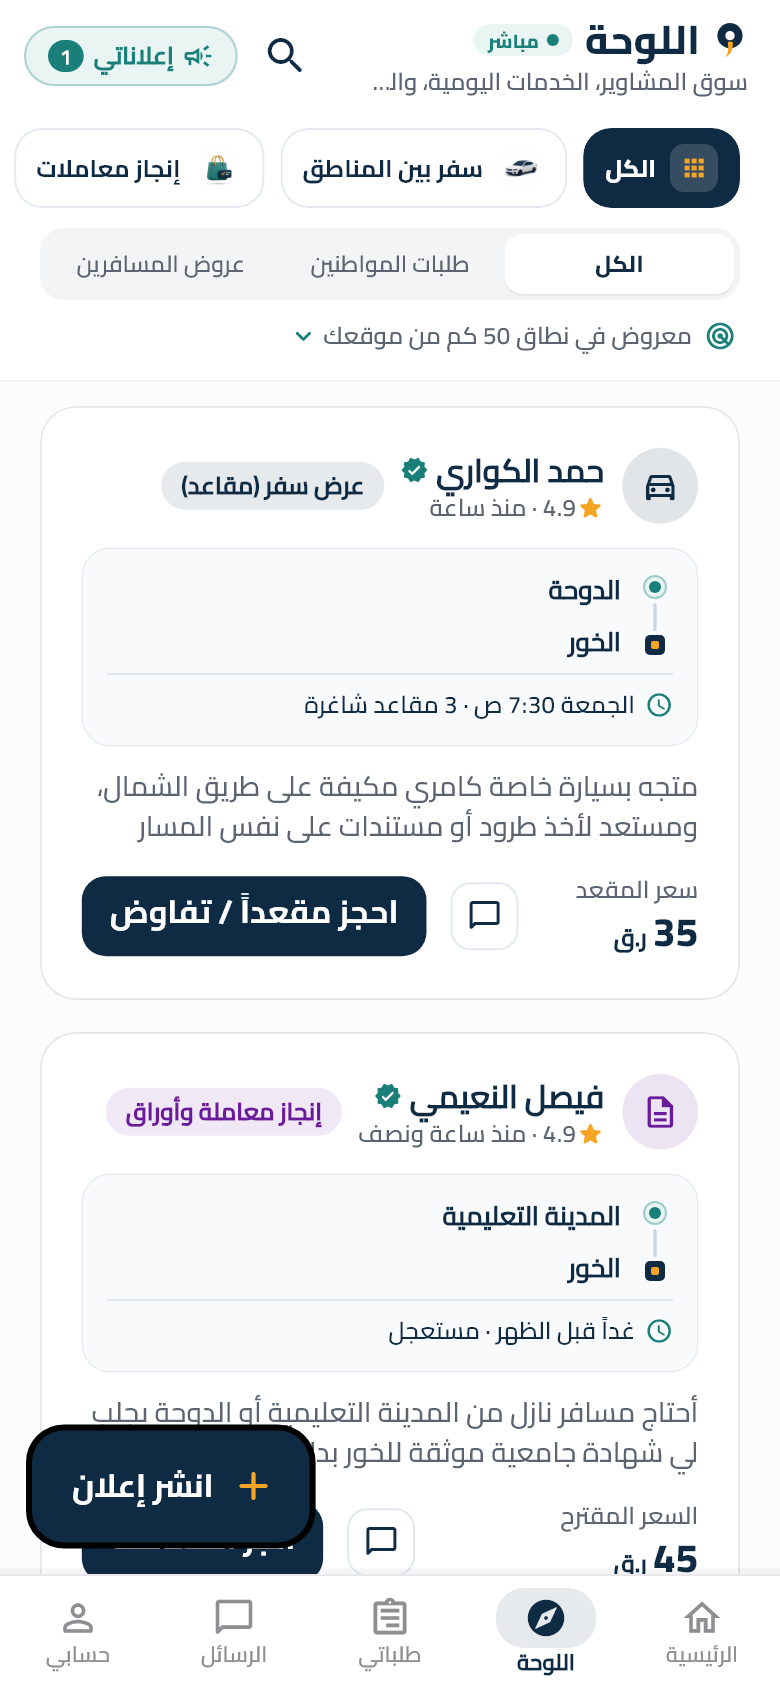 اللوحة
مباشر
إعلاناتي 1
سوق المشاوير، الخدمات اليومية، والـ...
الكل
سفر بين المناطق
إنجاز معاملات
الكل
طلبات المواطنين
عروض المسافرين
معروض في نطاق 50 كم من موقعك
حمد الكواري
عرض سفر (مقاعد)
4.9 · منذ ساعة
الدوحة
الخور
الجمعة 7:30 ص · 3 مقاعد شاغرة
متجه بسيارة خاصة كامري مكيفة على طريق الشمال،
ومستعد لأخذ طرود أو مستندات على نفس المسار
سعر المقعد
35 ر.ق
احجز مقعداً / تفاوض
فيصل النعيمي
إنجاز معاملة وأوراق
4.9 · منذ ساعة ونصف
المدينة التعليمية
الخور
غداً قبل الظهر · مستعجل
أحتاج مسافر نازل من المدينة التعليمية أو الدوحة يجلب
لي شهادة جامعية موثقة للخور
السعر المقترح
45 ر.ق
انشر إعلان
الرئيسية
اللوحة
طلباتي
الرسائل
حسابي